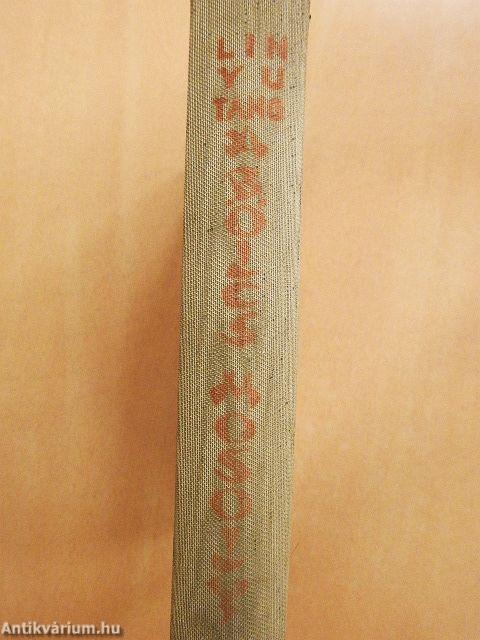 LIN
YU
TANG
A BÖLCS MOSOLY
Antikvárium.hu